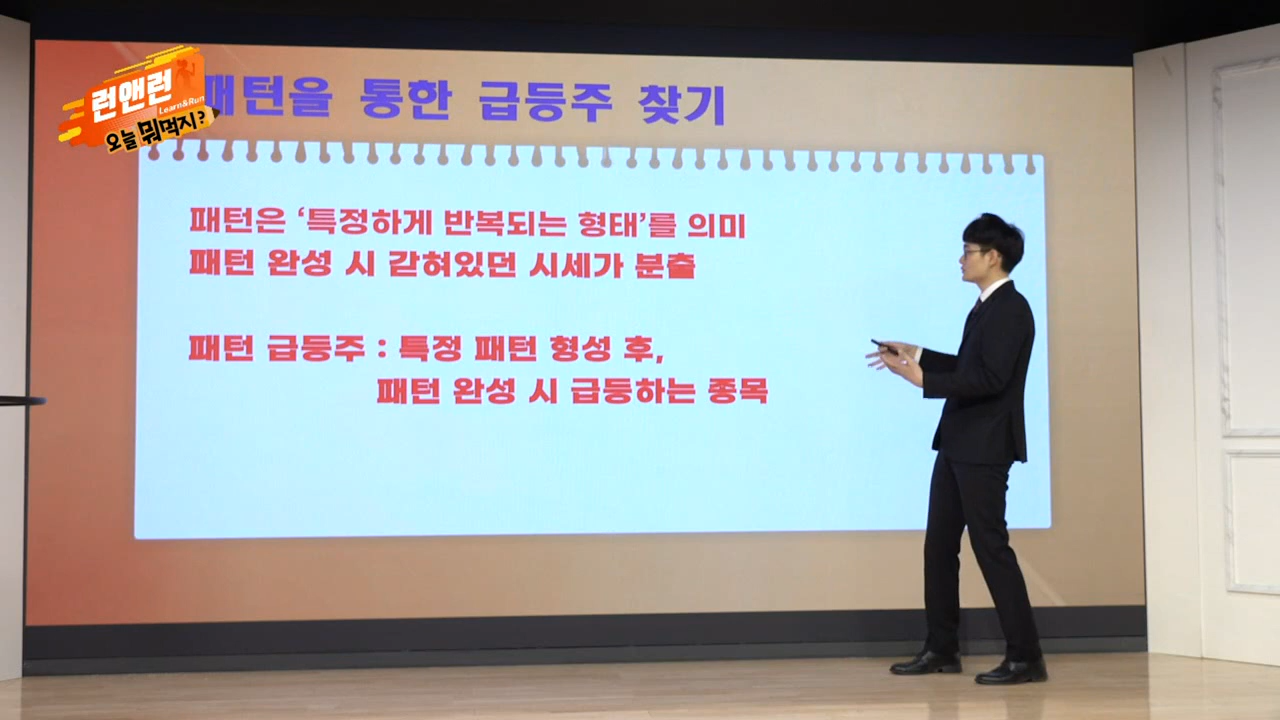 런앤런
Learn&Run
오늘 뭐먹지?
패턴을 통한 급등주 찾기
패턴은 ‘특정하게 반복되는 형태’를 의미
패턴 완성 시 갇혀있던 시세가 분출
패턴 급등주 : 특정 패턴 형성 후,
패턴 완성 시 급등하는 종목